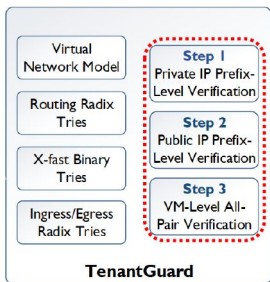 Virtual
Network Model
Routing Radix
Tries
X-fast Binary
Tries
Ingress/Egress
Radix Tries
Step 1
Private IP Prefix-
Level Verification
Step 2
Public IP Prefix-
Level Verification
Step 3
VM-Level All-
Pair Verification
TenantGuard